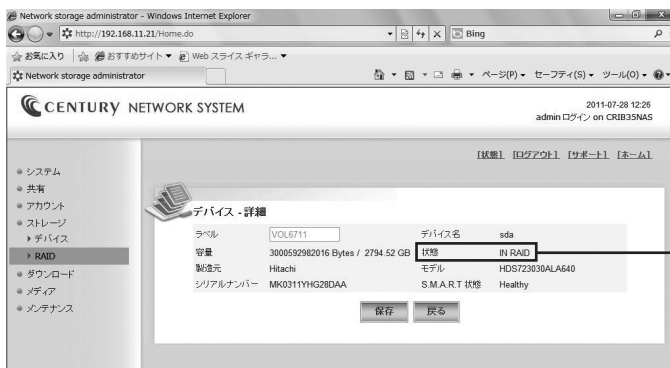 Network storage administrator - Windows Internet Explorer
http://192.168.11.21/Home.do
Bing
お気に入り おすすめサイト Web スライス ギャラ...
Network storage administrator
ページ(P) セーフティ(S) ツール(O)
CENTURY NETWORK SYSTEM
2011-07-28 12:26
admin ログイン on CRIB35NAS
[状態] [ログアウト] [サポート] [ホーム]
システム
共有
アカウント
ストレージ
デバイス
RAID
ダウンロード
メディア
メンテナンス
デバイス - 詳細
ラベル VOL6711 デバイス名 sda
容量 3000592982016 Bytes / 2794.52 GB 状態 IN RAID
製造元 Hitachi モデル HDS723030ALA640
シリアルナンバー MK0311YHG28DAA S.M.A.R.T 状態 Healthy
保存 戻る